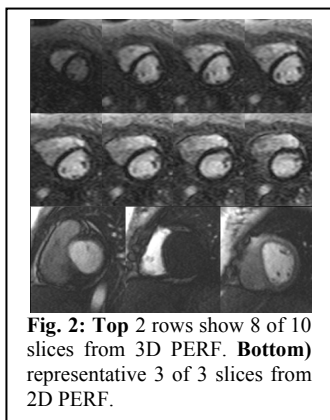 Fig. 2: Top 2 rows show 8 of 10
slices from 3D PERF. Bottom)
representative 3 of 3 slices from
2D PERF.